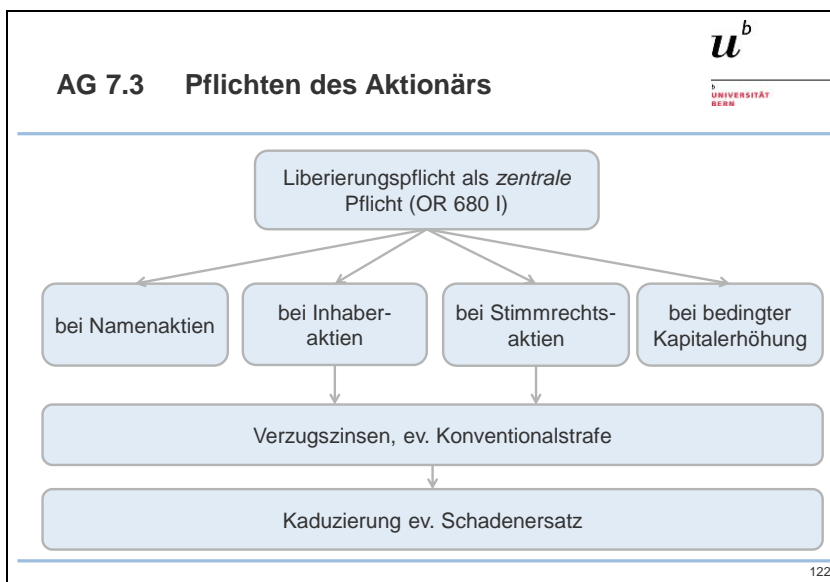 u b
b
UNIVERSITÄT
BERN
AG 7.3 Pflichten des Aktionärs
Liberierungspflicht als zentrale
Pflicht (OR 680 I)
bei Namenaktien
bei Inhaber-
aktien
bei Stimmrechts-
aktien
bei bedingter
Kapitalerhöhung
Verzugszinsen, ev. Konventionalstrafe
Kaduzierung ev. Schadenersatz
122